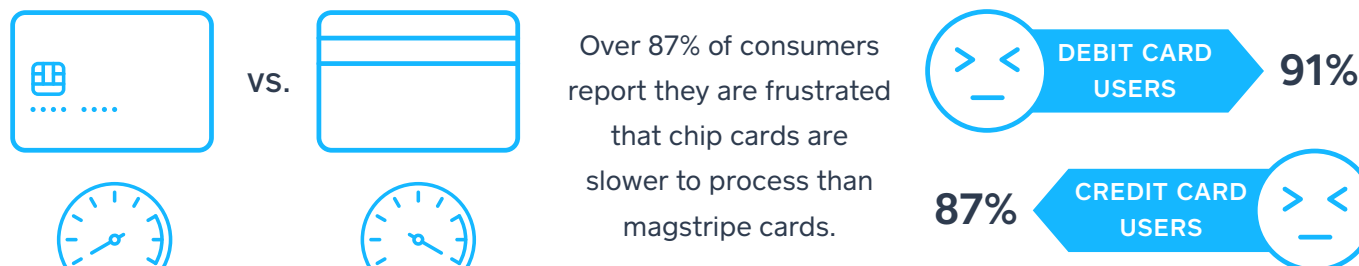 vs.
Over 87% of consumers
report they are frustrated
that chip cards are
slower to process than
magstripe cards.
DEBIT CARD
USERS
91%
87%
CREDIT CARD
USERS